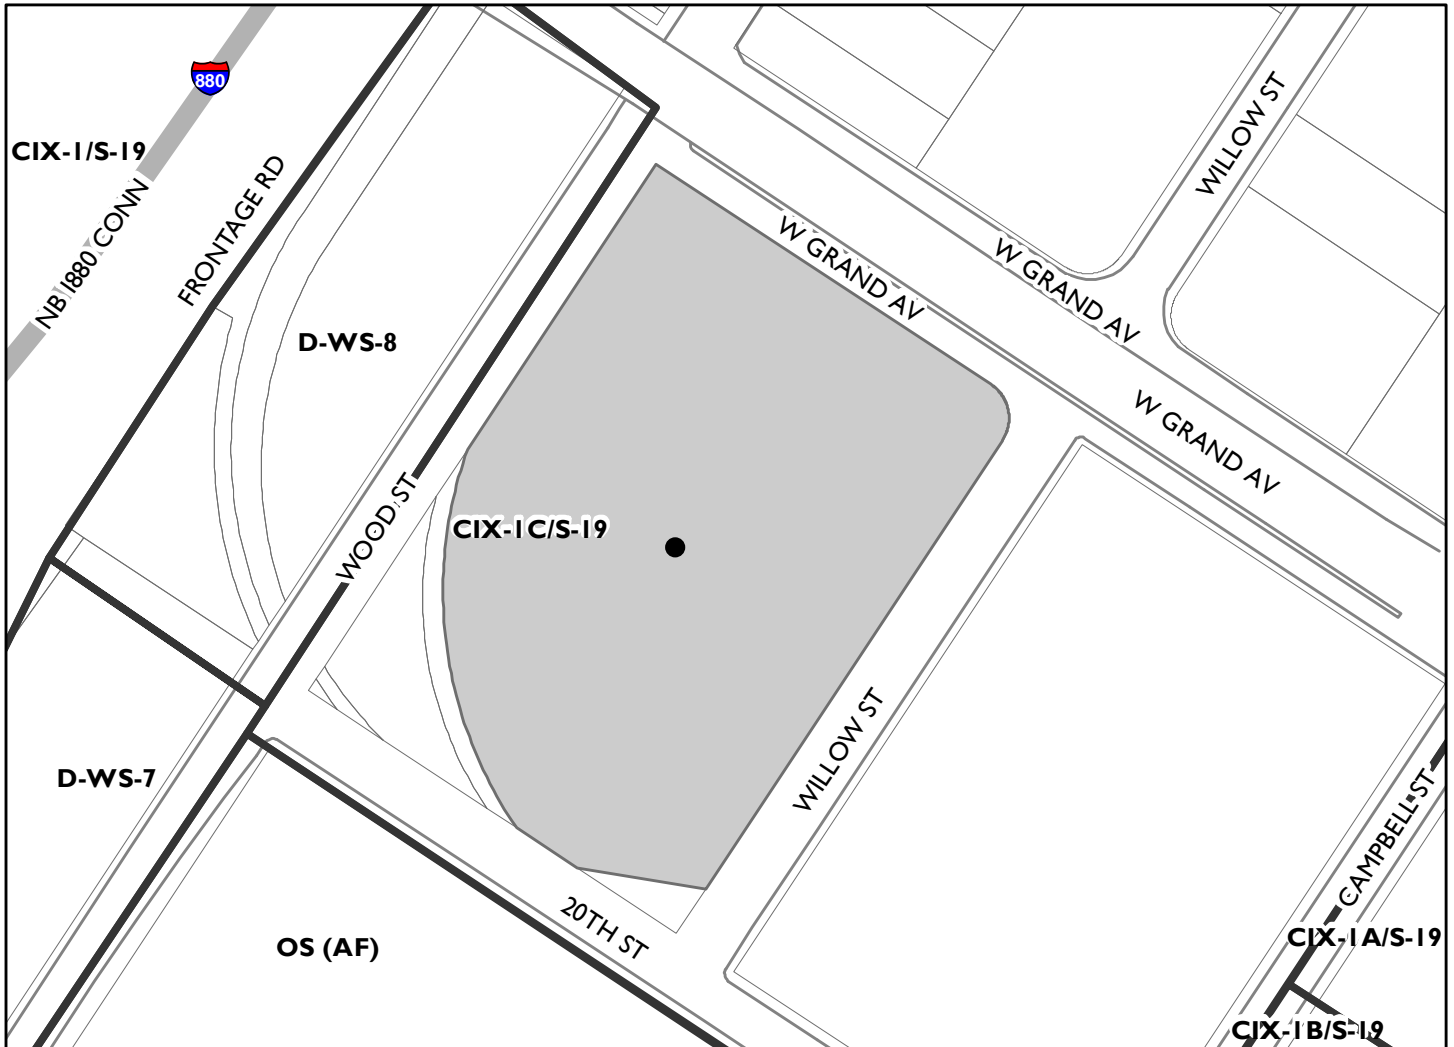 880
WILLOW ST
CIX-1/S-19
FRONTAGE RD
NB I880 CONN
W GRAND AV
W GRAND AV
D-WS-8
W GRAND AV
WOOD ST
CIX-1C/S-19
WILLOW ST
D-WS-7
CAMPBELL ST
20TH ST
OS (AF)
CIX-1A/S-19
CIX-1B/S-19